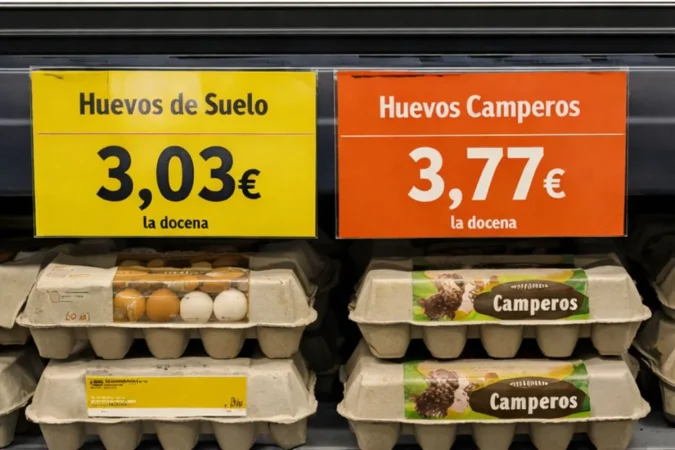 Huevos de Suelo
3,03€
la docena
Huevos Camperos
3,77€
la docena
Camperos
Camperos